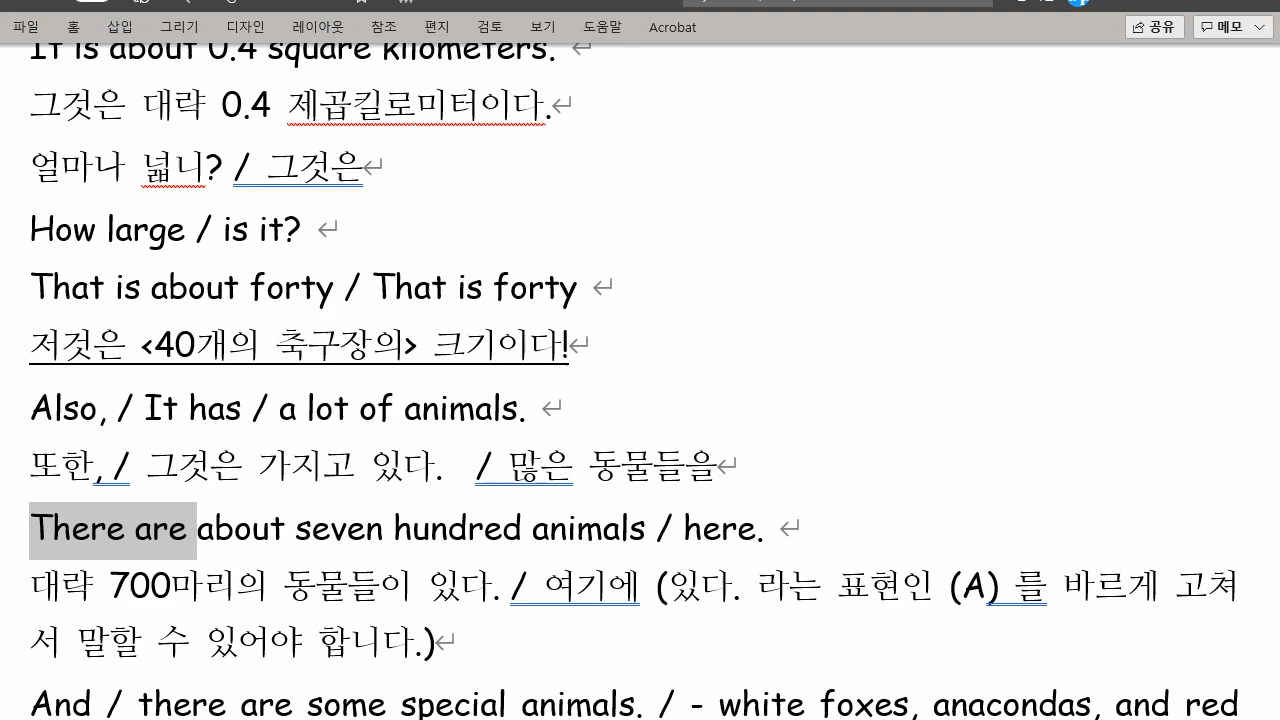 파일 홈 삽입 그리기 디자인 레이아웃 참조 편지 검토 보기 도움말 Acrobat 공유 메모
It is about 0.4 square kilometers.
그것은 대략 0.4 제곱킬로미터이다.
얼마나 넓니? / 그것은
How large / is it?
That is about forty / That is forty
저것은 <40개의 축구장의> 크기이다!
Also, / It has / a lot of animals.
또한, / 그것은 가지고 있다. / 많은 동물들을
There are about seven hundred animals / here.
대략 700마리의 동물들이 있다. / 여기에 (있다. 라는 표현인 (A) 를 바르게 고쳐
서 말할 수 있어야 합니다.)
And / there are some special animals. / - white foxes, anacondas, and red